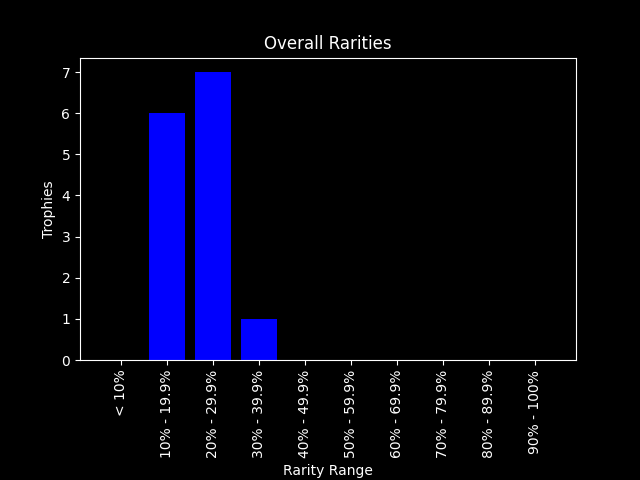 Overall Rarities
Trophies
7
6
5
4
3
2
1
0
< 10%
10% - 19.9%
20% - 29.9%
30% - 39.9%
40% - 49.9%
50% - 59.9%
60% - 69.9%
70% - 79.9%
80% - 89.9%
90% - 100%
Rarity Range